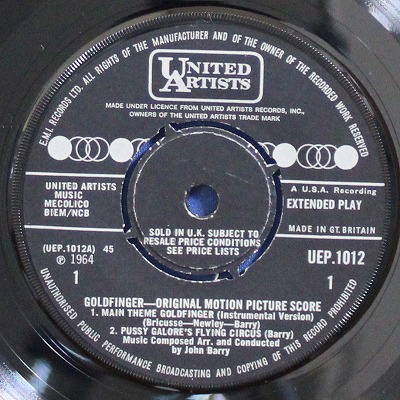 E.M.I. RECORDS LTD. ALL RIGHTS OF THE MANUFACTURER AND OF THE OWNER OF THE RECORDED WORK RESERVED
UNITED
ARTISTS
MADE UNDER LICENCE FROM UNITED ARTISTS RECORDS, INC.,
OWNERS OF THE UNITED ARTISTS TRADE MARK
UNITED ARTISTS
MUSIC
MECOLICO
BIEM/NCB
A U.S.A. Recording
EXTENDED PLAY
MADE IN GT. BRITAIN
SOLD IN U.K. SUBJECT TO
RESALE PRICE CONDITIONS
SEE PRICE LISTS
(UEP.1012A) 45
℗ 1964
1
UEP.1012
1
GOLDFINGER—ORIGINAL MOTION PICTURE SCORE
1. MAIN THEME GOLDFINGER (Instrumental Version)
(Bricusse—Newley—Barry)
2. PUSSY GALORE'S FLYING CIRCUS (Barry)
Music Composed Arr. and Conducted
by John Barry
UNAUTHORISED PUBLIC PERFORMANCE BROADCASTING AND COPYING OF THIS RECORD PROHIBITED